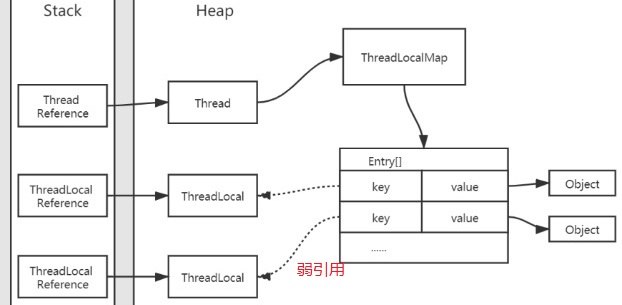 Stack
Heap
ThreadLocalMap
Thread
Reference
Thread
Entry[]
ThreadLocal
Reference
ThreadLocal
key
value
Object
key
value
Object
......
弱引用
ThreadLocal
Reference
ThreadLocal